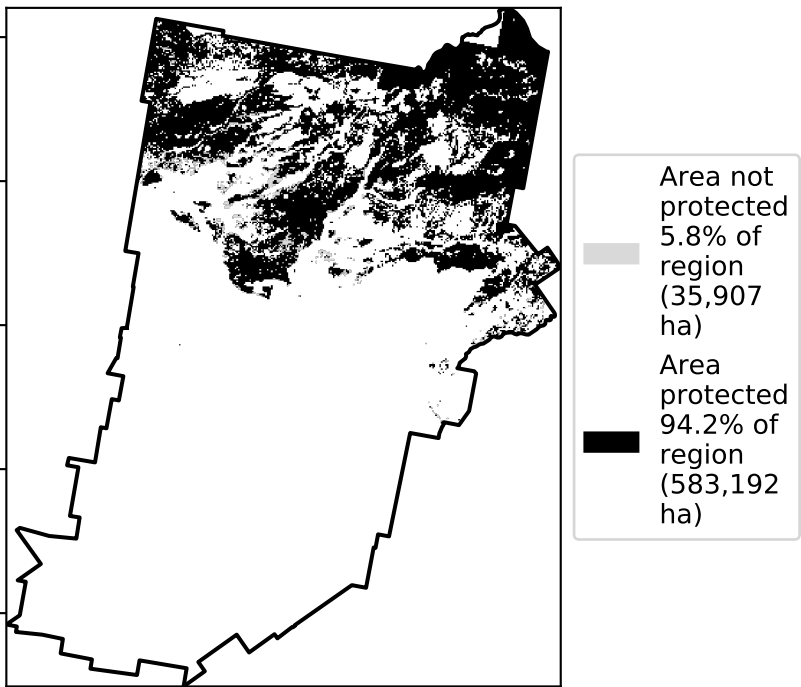 Area not
protected
5.8% of
region
(35,907
ha)
Area
protected
94.2% of
region
(583,192
ha)